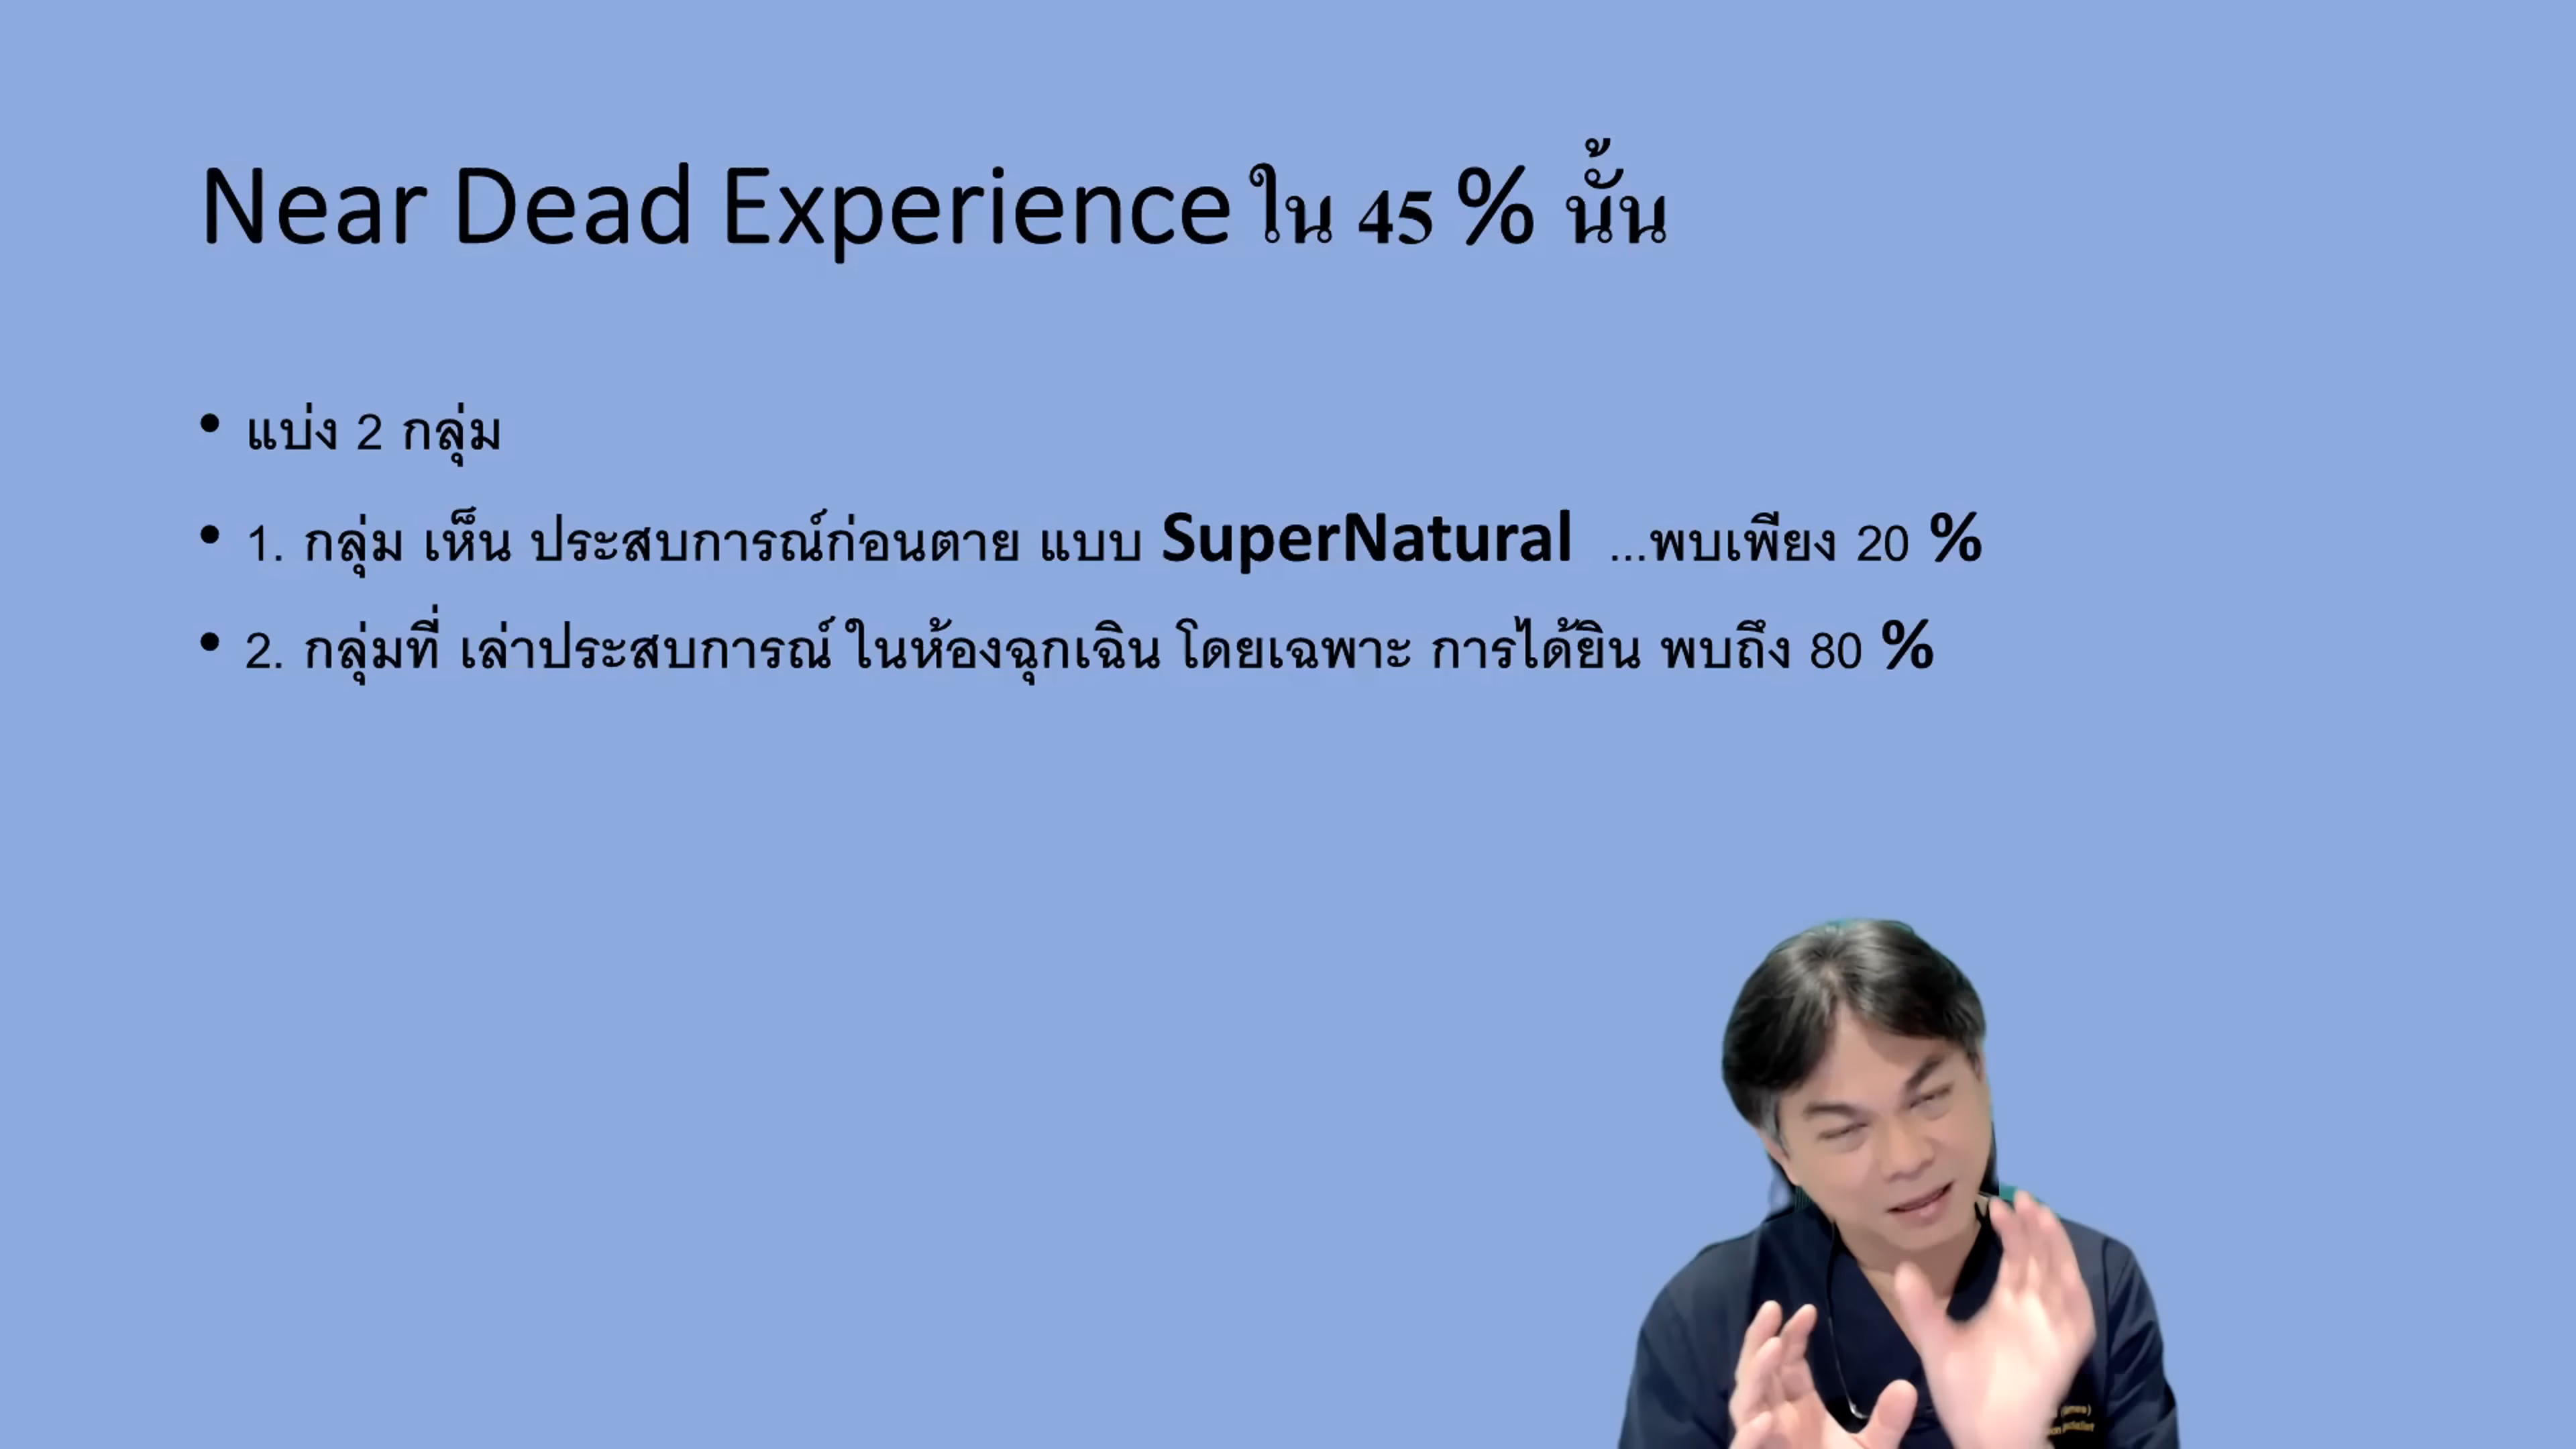 Near Dead Experience ใน 45 % นั้น
• แบ่ง 2 กลุ่ม
• 1. กลุ่ม เห็น ประสบการณ์ก่อนตาย แบบ SuperNatural ...พบเพียง 20 %
• 2. กลุ่มที่ เล่าประสบการณ์ ในห้องฉุกเฉิน โดยเฉพาะ การได้ยิน พบถึง 80 %